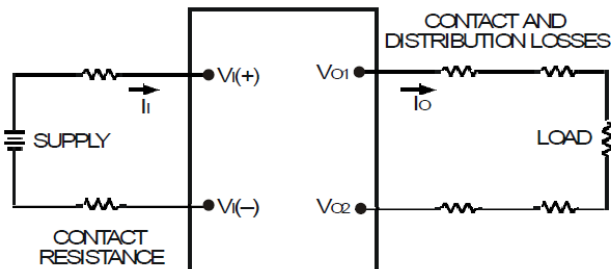 CONTACT AND
DISTRIBUTION LOSSES
VI(+)
VO1
II
IO
SUPPLY
LOAD
VI(–)
VO2
CONTACT
RESISTANCE